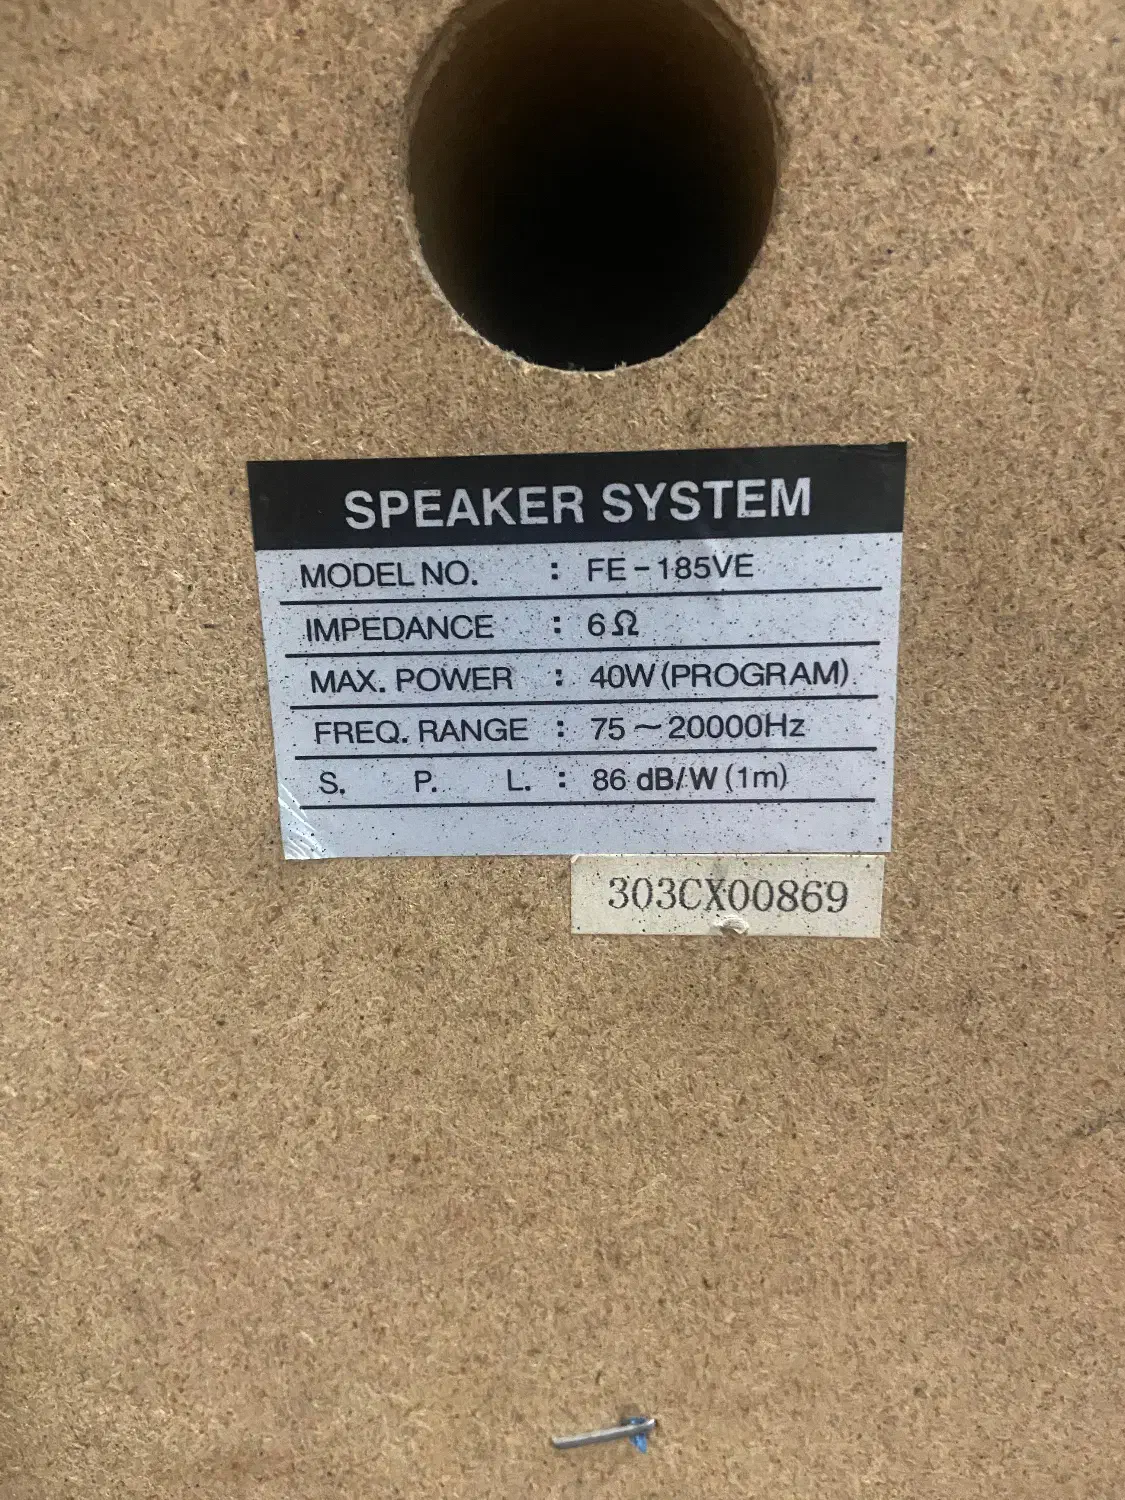 SPEAKER SYSTEM
MODEL NO. : FE-185VE
IMPEDANCE : 6Ω
MAX. POWER : 40W (PROGRAM)
FREQ. RANGE : 75~20000Hz
S. P. L. : 86 dB/W (1m)
303CX00869